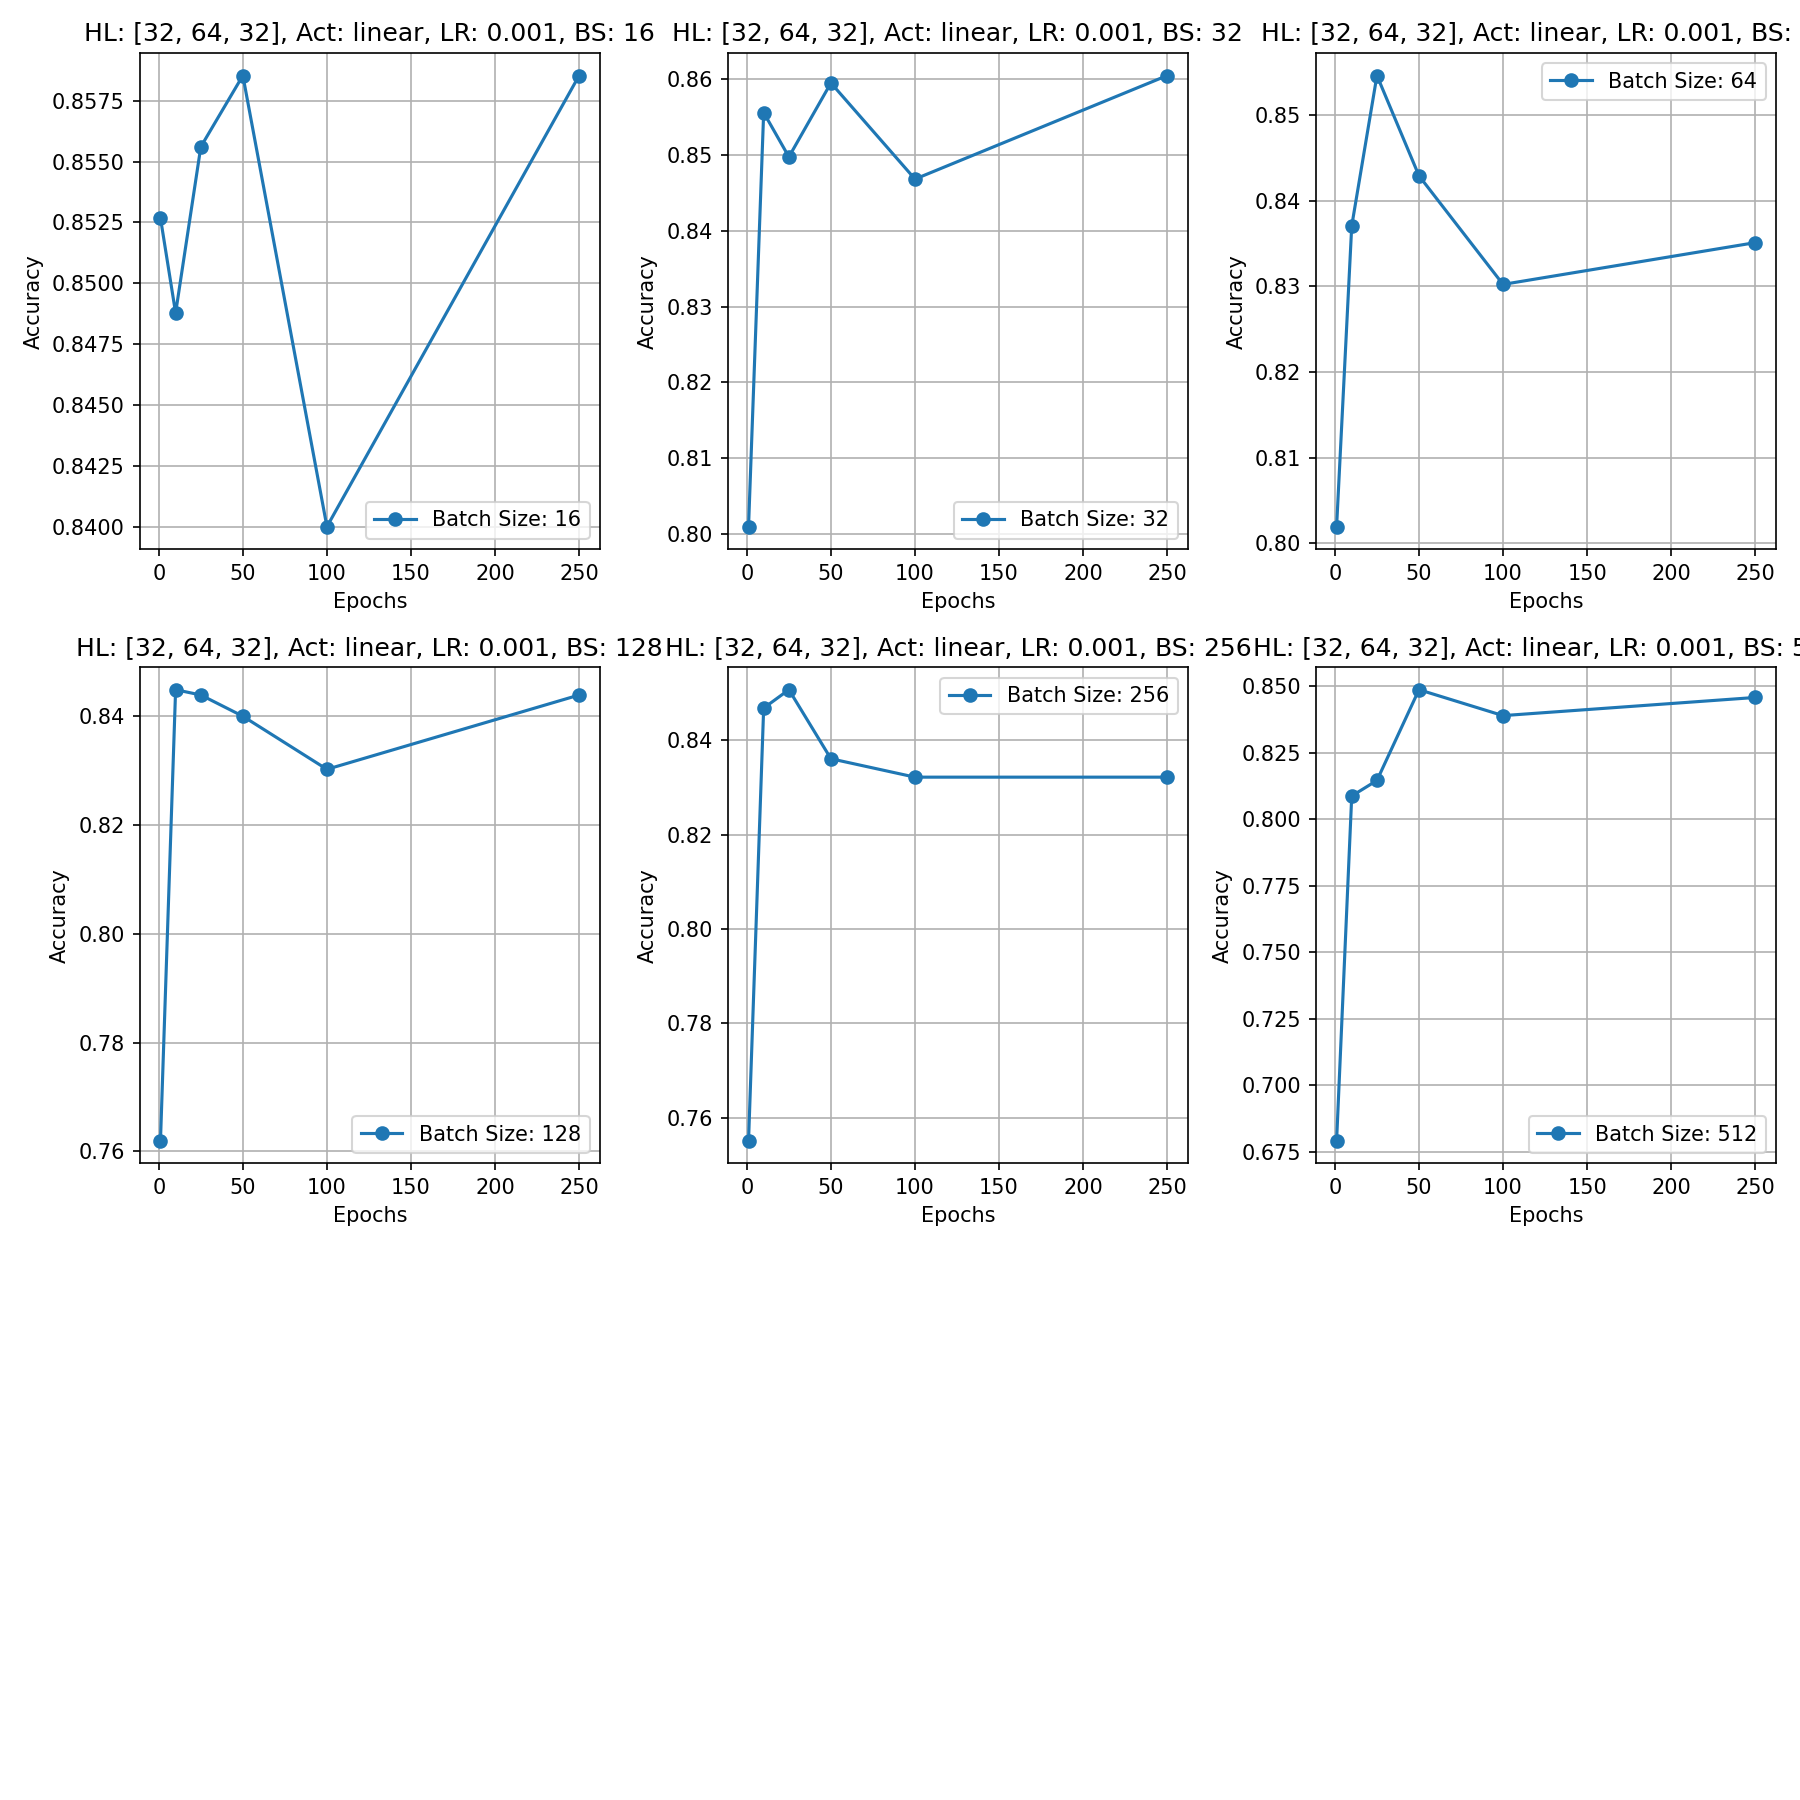 HL: [32, 64, 32], Act: linear, LR: 0.001, BS: 16
0.8575
0.8550
0.8525
0.8500
0.8475
0.8450
0.8425
0.8400
Accuracy
Batch Size: 16
0 50 100 150 200 250
Epochs
HL: [32, 64, 32], Act: linear, LR: 0.001, BS: 32
0.86
0.85
0.84
0.83
0.82
0.81
0.80
Accuracy
Batch Size: 32
0 50 100 150 200 250
Epochs
HL: [32, 64, 32], Act: linear, LR: 0.001, BS:
Batch Size: 64
0.85
0.84
0.83
0.82
0.81
0.80
Accuracy
0 50 100 150 200 250
Epochs
HL: [32, 64, 32], Act: linear, LR: 0.001, BS: 128
0.84
0.82
0.80
0.78
0.76
Accuracy
Batch Size: 128
0 50 100 150 200 250
Epochs
HL: [32, 64, 32], Act: linear, LR: 0.001, BS: 256
Batch Size: 256
0.84
0.82
0.80
0.78
0.76
Accuracy
0 50 100 150 200 250
Epochs
HL: [32, 64, 32], Act: linear, LR: 0.001, BS: 5
0.850
0.825
0.800
0.775
0.750
0.725
0.700
0.675
Accuracy
Batch Size: 512
0 50 100 150 200 250
Epochs